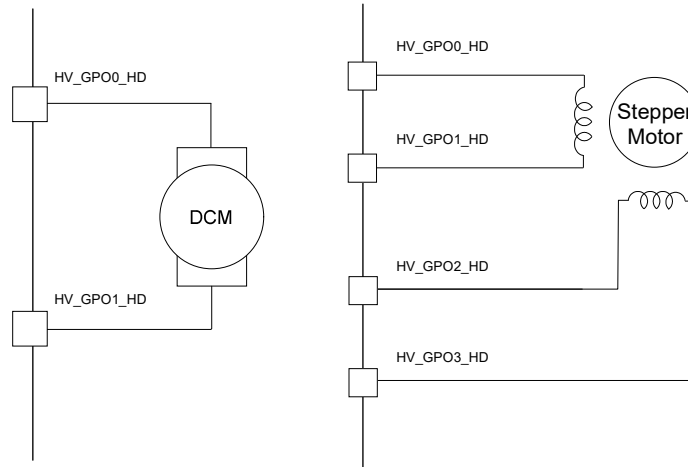 HV_GPO0_HD
DCM
HV_GPO1_HD
HV_GPO0_HD
Stepper
Motor
HV_GPO1_HD
HV_GPO2_HD
HV_GPO3_HD